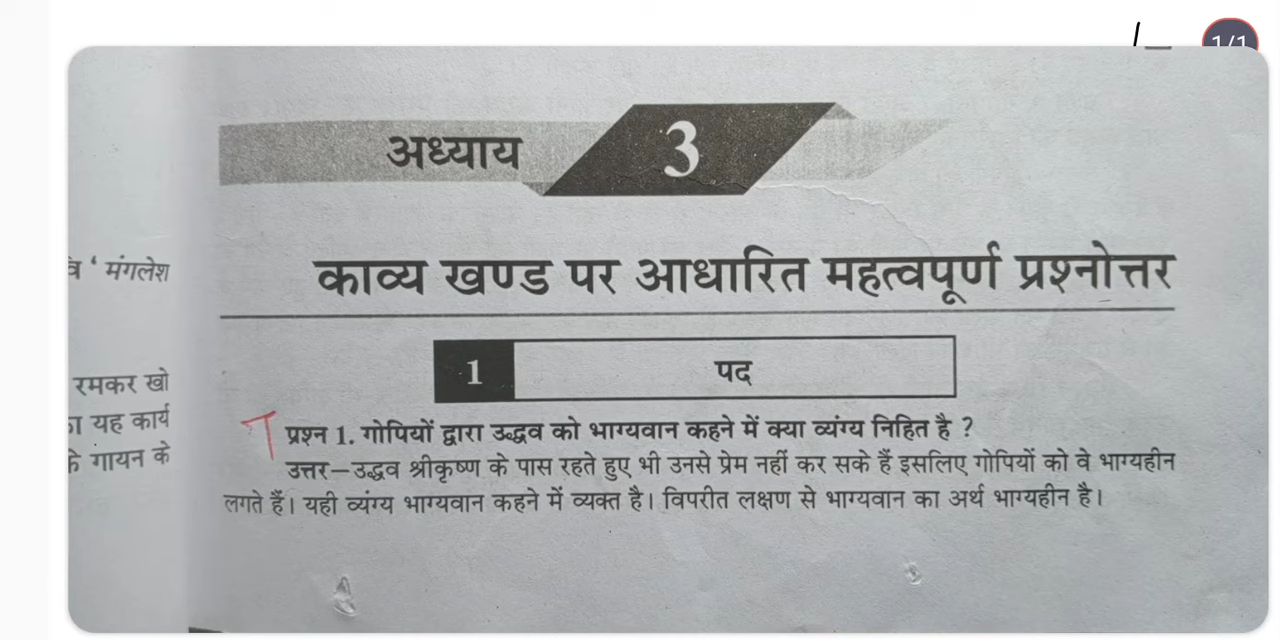 1/1
अध्याय 3
व ' मंगलेश
काव्य खण्ड पर आधारित महत्वपूर्ण प्रश्नोत्तर
1 पद
रमकर खो
यह कार्य
गायन के
प्रश्न 1. गोपियों द्वारा उद्धव को भाग्यवान कहने में क्या व्यंग्य निहित है ?
उत्तर—उद्धव श्रीकृष्ण के पास रहते हुए भी उनसे प्रेम नहीं कर सके हैं इसलिए गोपियों को वे भाग्यहीन
लगते हैं। यही व्यंग्य भाग्यवान कहने में व्यक्त है। विपरीत लक्षण से भाग्यवान का अर्थ भाग्यहीन है।